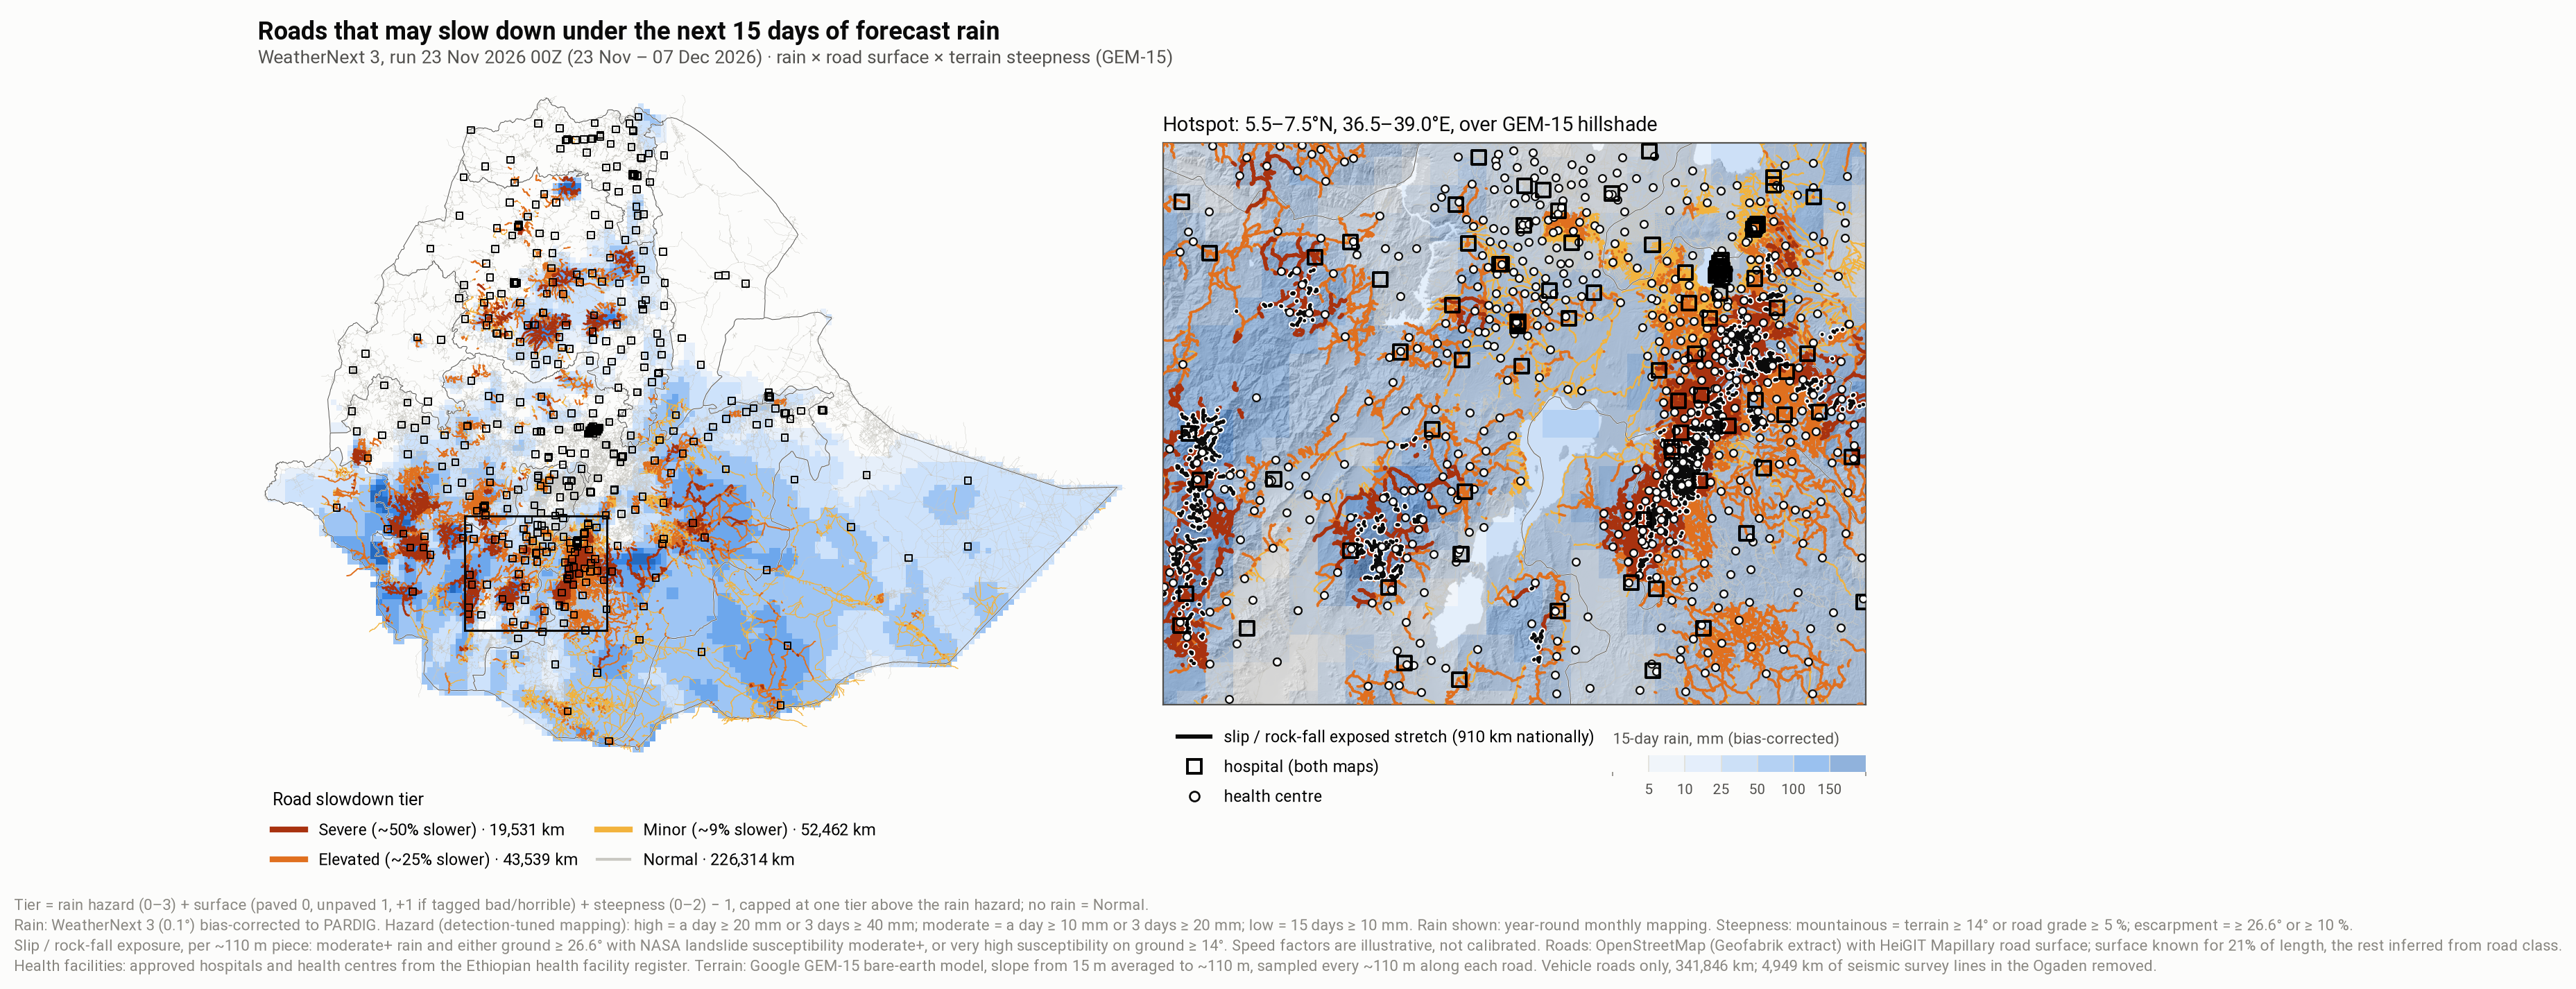 Roads that may slow down under the next 15 days of forecast rain
WeatherNext 3, run 23 Nov 2026 00Z (23 Nov – 07 Dec 2026) · rain × road surface × terrain steepness (GEM-15)
Hotspot: 5.5–7.5°N, 36.5–39.0°E, over GEM-15 hillshade
slip / rock-fall exposed stretch (910 km nationally)
hospital (both maps)
health centre
15-day rain, mm (bias-corrected)
5 10 25 50 100 150
Road slowdown tier
Severe (~50% slower) · 19,531 km
Minor (~9% slower) · 52,462 km
Elevated (~25% slower) · 43,539 km
Normal · 226,314 km
Tier = rain hazard (0–3) + surface (paved 0, unpaved 1, +1 if tagged bad/horrible) + steepness (0–2) − 1, capped at one tier above the rain hazard; no rain = Normal.
Rain: WeatherNext 3 (0.1°) bias-corrected to PARDIG. Hazard (detection-tuned mapping): high = a day ≥ 20 mm or 3 days ≥ 40 mm; moderate = a day ≥ 10 mm or 3 days ≥ 20 mm; low = 15 days ≥ 10 mm. Rain shown: year-round monthly mapping. Steepness: mountainous = terrain ≥ 14° or road grade ≥ 5 %; escarpment = ≥ 26.6° or ≥ 10 %.
Slip / rock-fall exposure, per ~110 m piece: moderate+ rain and either ground ≥ 26.6° with NASA landslide susceptibility moderate+, or very high susceptibility on ground ≥ 14°. Speed factors are illustrative, not calibrated. Roads: OpenStreetMap (Geofabrik extract) with HeiGIT Mapillary road surface; surface known for 21% of length, the rest inferred from road class.
Health facilities: approved hospitals and health centres from the Ethiopian health facility register. Terrain: Google GEM-15 bare-earth model, slope from 15 m averaged to ~110 m, sampled every ~110 m along each road. Vehicle roads only, 341,846 km; 4,949 km of seismic survey lines in the Ogaden removed.